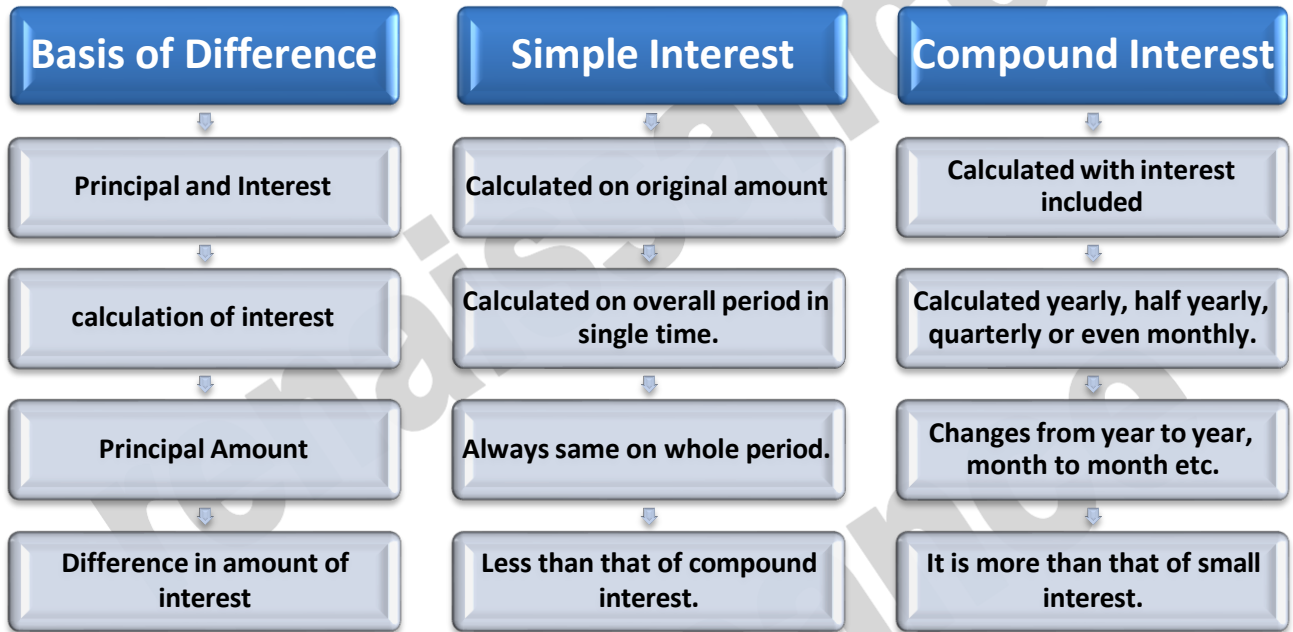 Basis of Difference
Simple Interest
Compound Interest
Principal and Interest
Calculated on original amount
Calculated with interest
included
calculation of interest
Calculated on overall period in
single time.
Calculated yearly, half yearly,
quarterly or even monthly.
Principal Amount
Always same on whole period.
Changes from year to year,
month to month etc.
Difference in amount of
interest
Less than that of compound
interest.
It is more than that of small
interest.